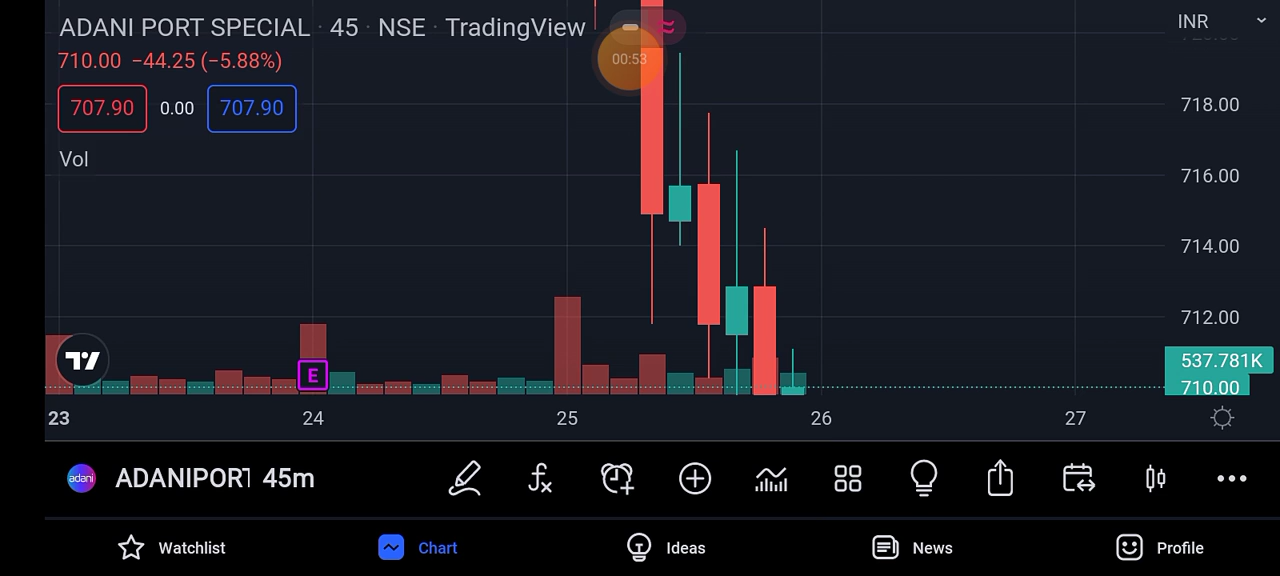 ADANI PORT SPECIAL · 45 · NSE · TradingView
INR
00:53
710.00 −44.25 (−5.88%)
707.90 0.00 707.90
718.00
Vol
716.00
714.00
712.00
537.781K
E
710.00
23 24 25 26 27
adani ADANIPORT 45m
Watchlist Chart Ideas News Profile